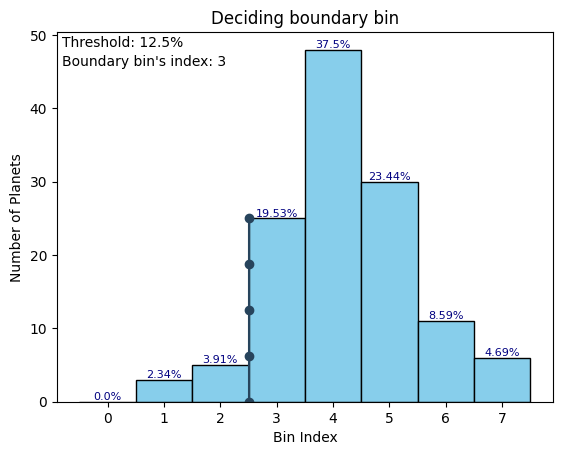 Deciding boundary bin
Threshold: 12.5%
Boundary bin's index: 3
50
40
30
20
10
0
Number of Planets
0.0%
2.34%
3.91%
19.53%
37.5%
23.44%
8.59%
4.69%
0 1 2 3 4 5 6 7
Bin Index